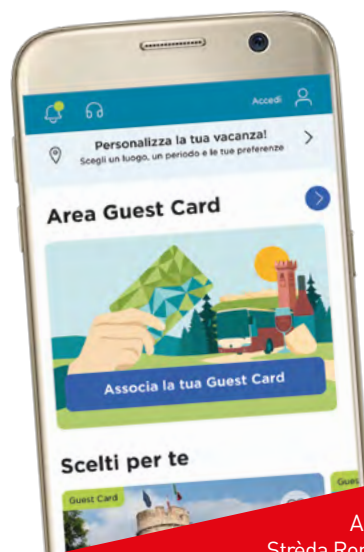 Accedi
Personalizza la tua vacanza!
Scegli un luogo, un periodo e le tue preferenze
Area Guest Card
Associa la tua Guest Card
Scelti per te
Guest Card
Strèda